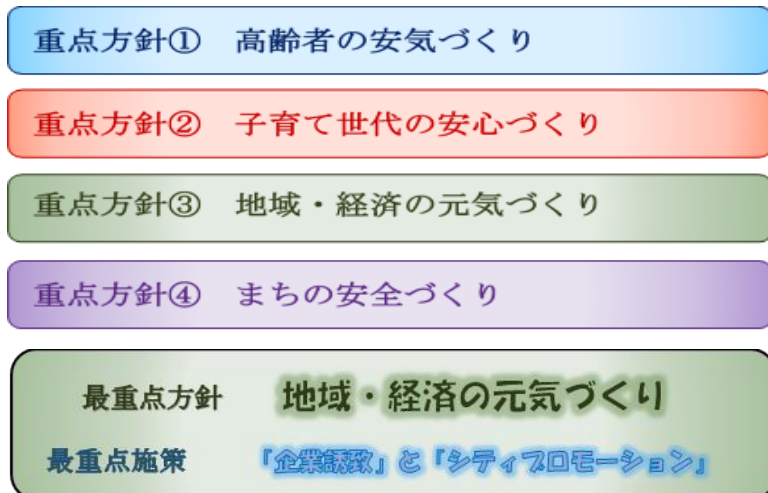 重点方針① 高齢者の安気づくり
重点方針② 子育て世代の安心づくり
重点方針③ 地域・経済の元気づくり
重点方針④ まちの安全づくり
最重点方針 地域・経済の元気づくり
最重点施策 『企業誘致』と『シティプロモーション』